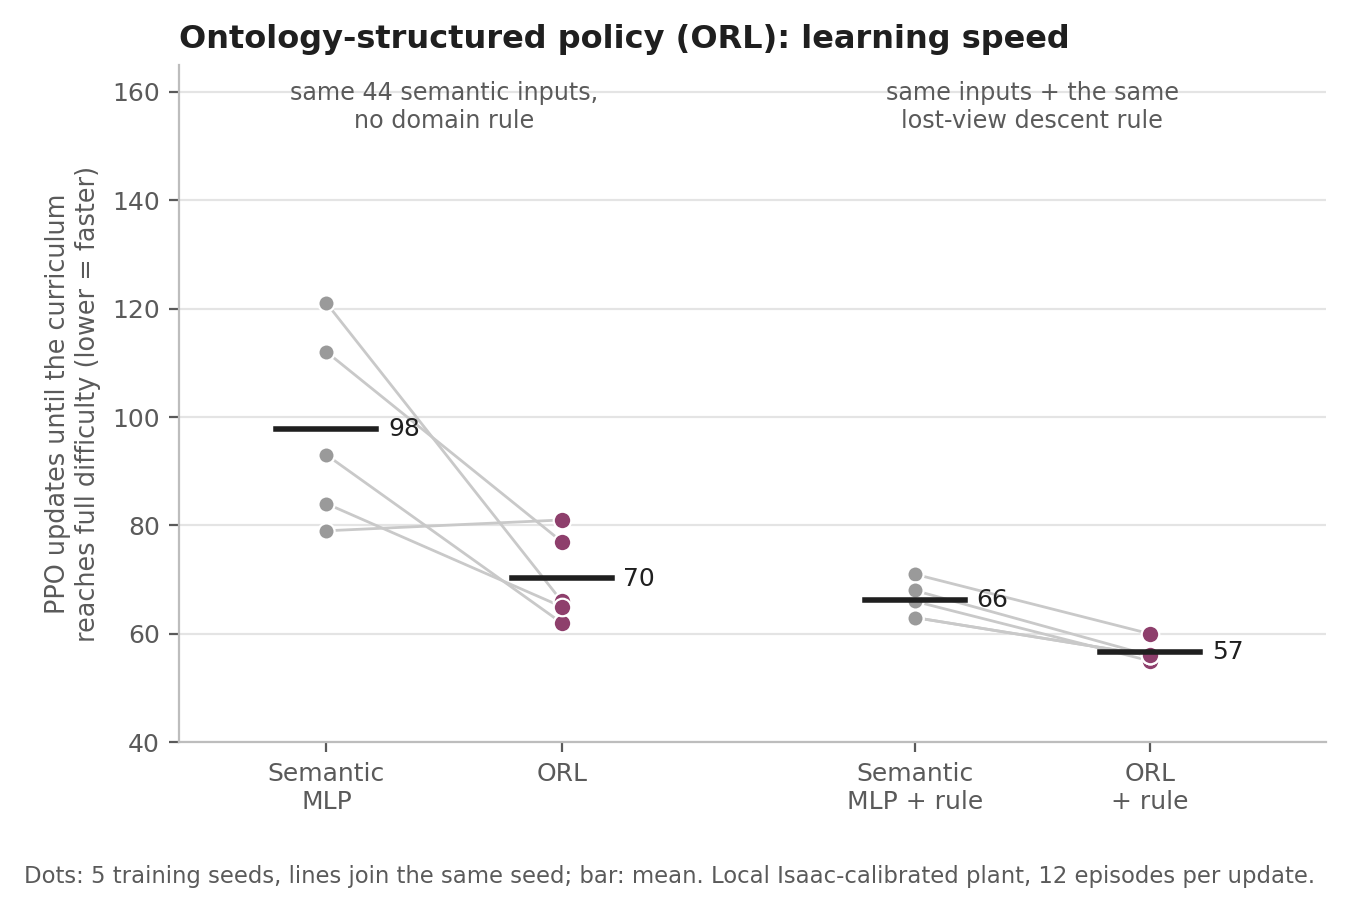 Ontology-structured policy (ORL): learning speed
same 44 semantic inputs,
no domain rule
same inputs + the same
lost-view descent rule
PPO updates until the curriculum
reaches full difficulty (lower = faster)
160
140
120
100
80
60
40
98
70
66
57
Semantic
MLP
ORL
Semantic
MLP + rule
ORL
+ rule
Dots: 5 training seeds, lines join the same seed; bar: mean. Local Isaac-calibrated plant, 12 episodes per update.